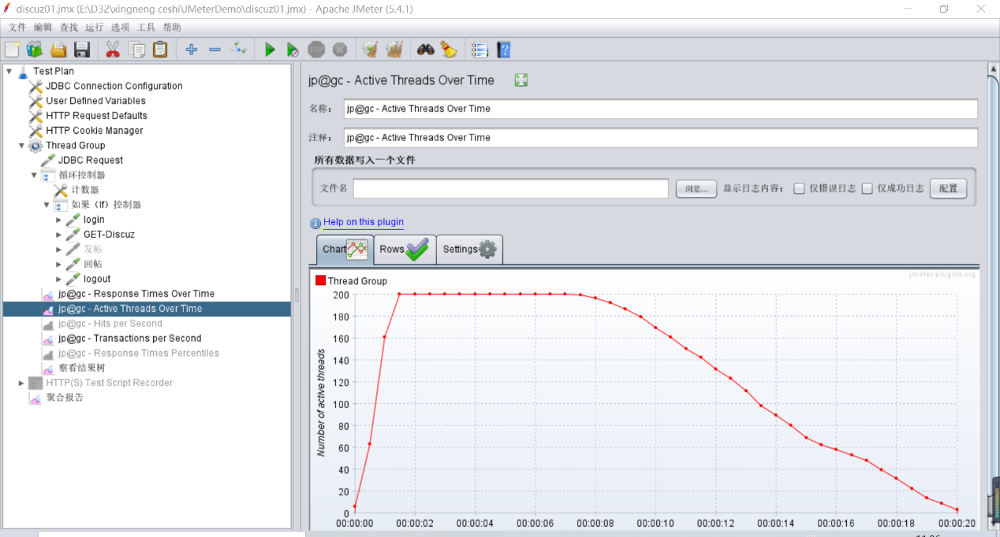 discuz01.jmx (E:\D32\xingneng ceshi\JMeterDemo\discuz01.jmx) - Apache JMeter (5.4.1)
文件 编辑 查找 运行 选项 工具 帮助
Test Plan
JDBC Connection Configuration
User Defined Variables
HTTP Request Defaults
HTTP Cookie Manager
Thread Group
JDBC Request
循环控制器
计数器
如果（If）控制器
login
GET-Discuz
发帖
回帖
logout
jp@gc - Response Times Over Time
jp@gc - Active Threads Over Time
jp@gc - Hits per Second
jp@gc - Transactions per Second
jp@gc - Response Times Percentiles
察看结果树
HTTP(S) Test Script Recorder
聚合报告
jp@gc - Active Threads Over Time
名称： jp@gc - Active Threads Over Time
注释： jp@gc - Active Threads Over Time
所有数据写入一个文件
文件名 浏览... 显示日志内容： 仅错误日志 仅成功日志 配置
Help on this plugin
Chart Rows Settings
jmeter-plugins.org
Thread Group
200
180
160
140
120
100
80
60
40
20
0
Number of active threads
00:00:00 00:00:02 00:00:04 00:00:06 00:00:08 00:00:10 00:00:12 00:00:14 00:00:16 00:00:18 00:00:20